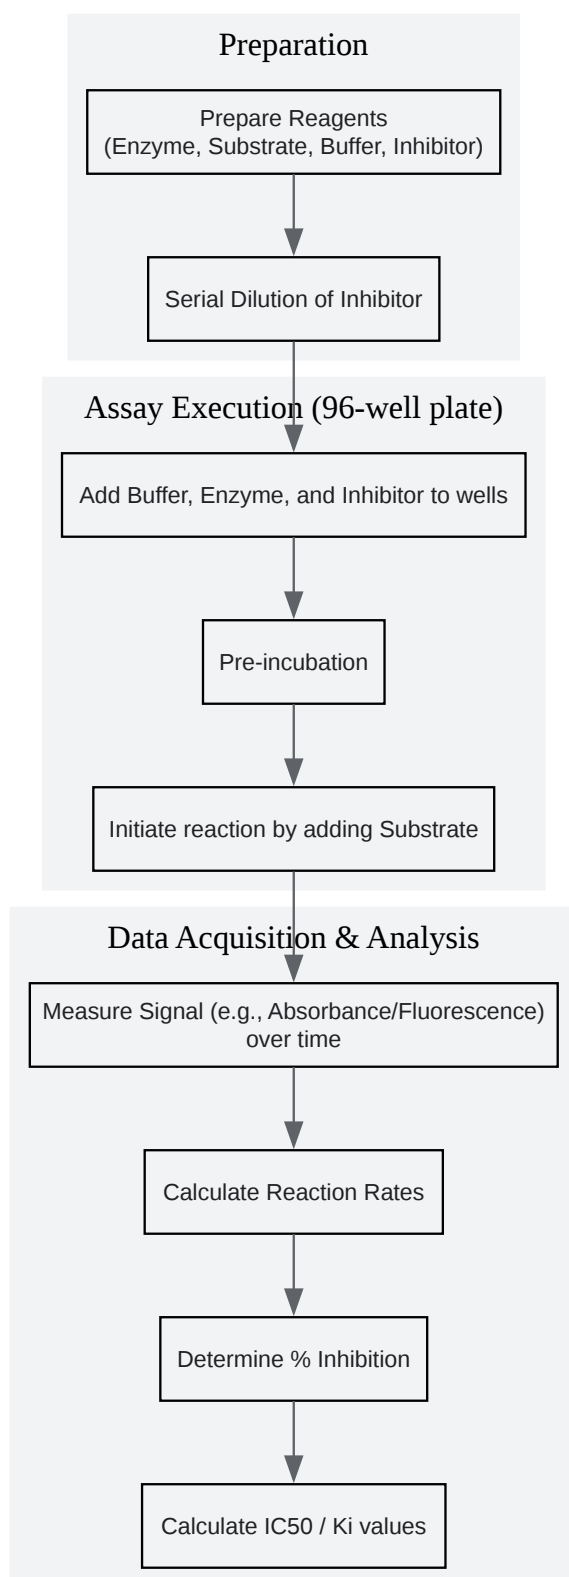 Preparation
Prepare Reagents
(Enzyme, Substrate, Buffer, Inhibitor)
Serial Dilution of Inhibitor
Assay Execution (96-well plate)
Add Buffer, Enzyme, and Inhibitor to wells
Pre-incubation
Initiate reaction by adding Substrate
Data Acquisition & Analysis
Measure Signal (e.g., Absorbance/Fluorescence)
over time
Calculate Reaction Rates
Determine % Inhibition
Calculate IC50 / Ki values